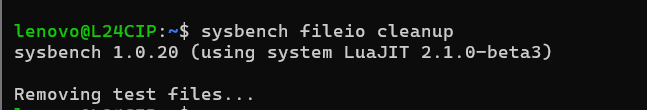 lenovo@L24CIP:~$ sysbench fileio cleanup
sysbench 1.0.20 (using system LuaJIT 2.1.0-beta3)
Removing test files...